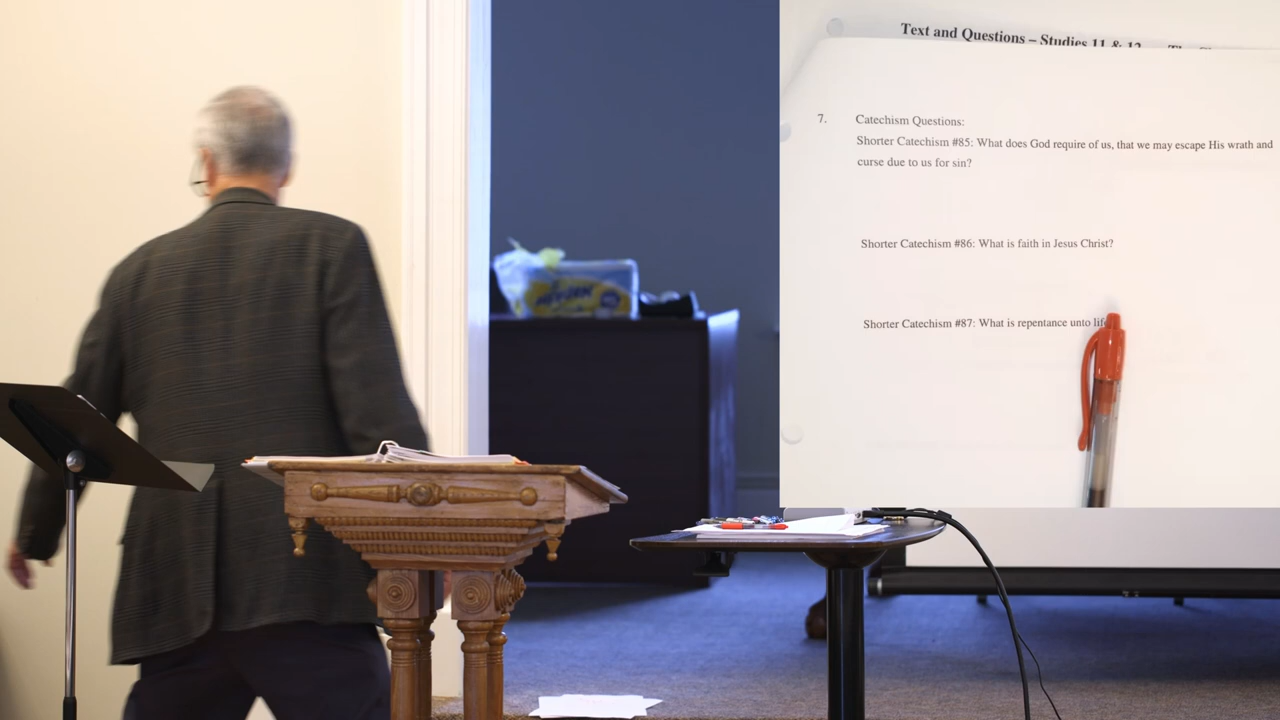 Text and Questions – Studies 11 & 12
7. Catechism Questions:
Shorter Catechism #85: What does God require of us, that we may escape His wrath and
curse due to us for sin?
Shorter Catechism #86: What is faith in Jesus Christ?
Shorter Catechism #87: What is repentance unto life